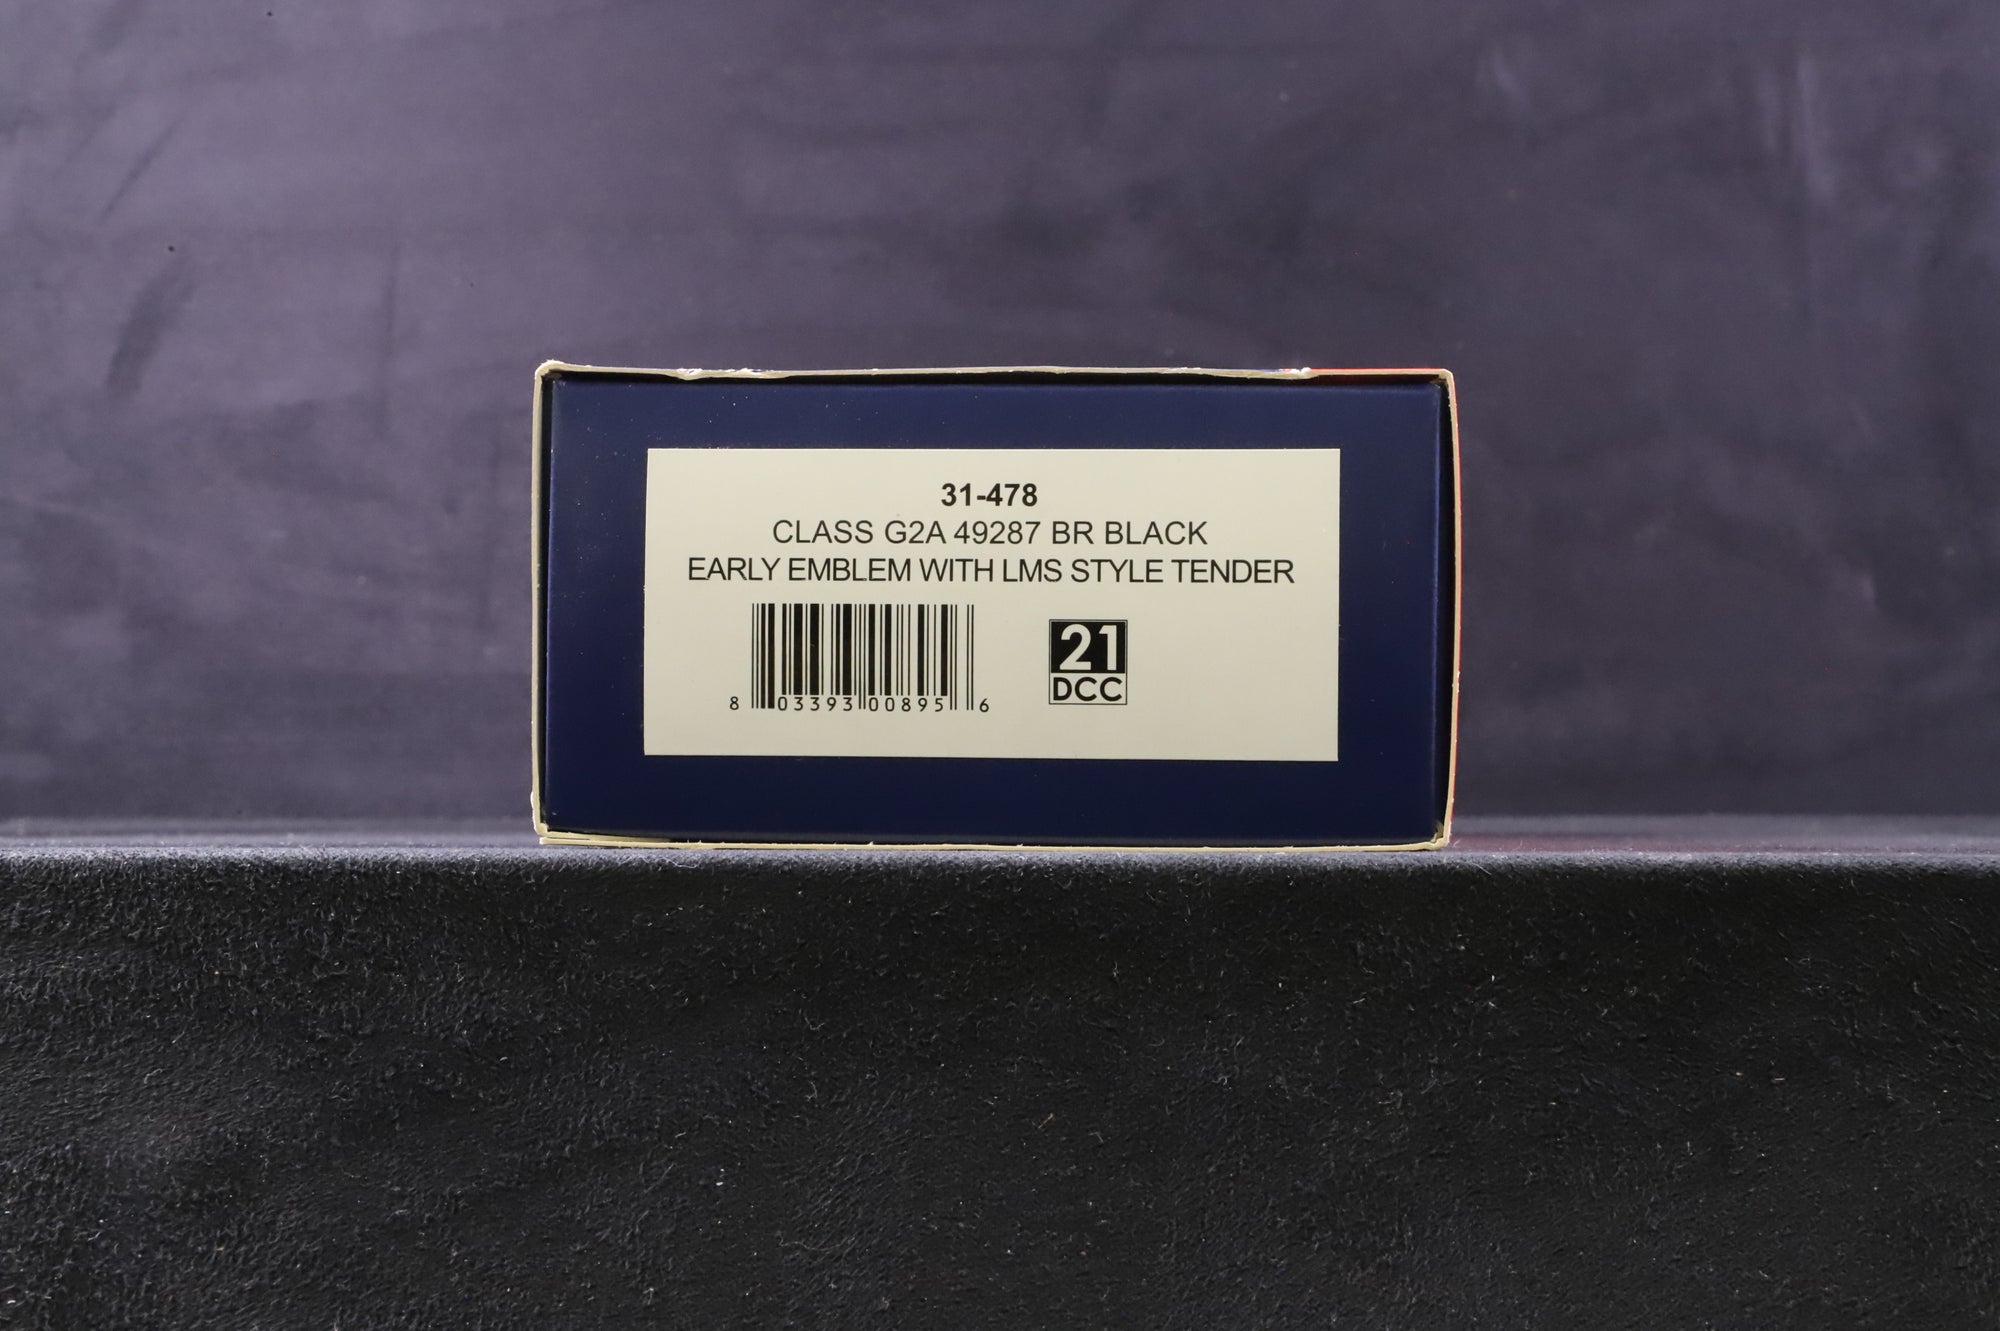 31-478
CLASS G2A 49287 BR BLACK
EARLY EMBLEM WITH LMS STYLE TENDER
8 03393 00895 6
21
DCC